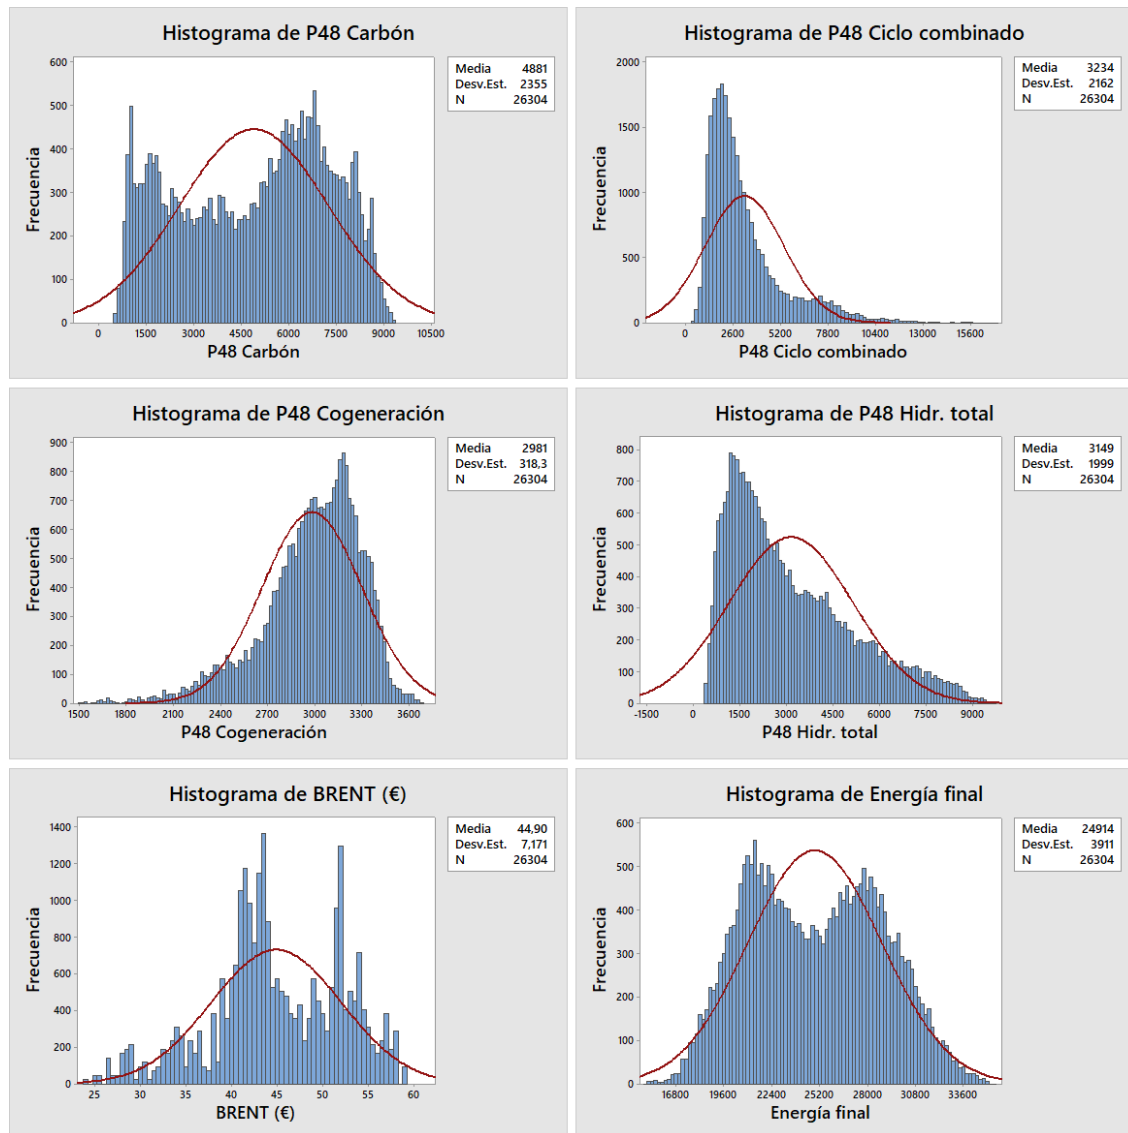 Histograma de P48 Carbón
Media 4881
Desv.Est. 2355
N 26304
600
500
400
300
200
100
0
Frecuencia
0 1500 3000 4500 6000 7500 9000 10500
P48 Carbón
Histograma de P48 Ciclo combinado
Media 3234
Desv.Est. 2162
N 26304
2000
1500
1000
500
0
Frecuencia
0 2600 5200 7800 10400 13000 15600
P48 Ciclo combinado
Histograma de P48 Cogeneración
Media 2981
Desv.Est. 318,3
N 26304
900
800
700
600
500
400
300
200
100
0
Frecuencia
1500 1800 2100 2400 2700 3000 3300 3600
P48 Cogeneración
Histograma de P48 Hidr. total
Media 3149
Desv.Est. 1999
N 26304
800
700
600
500
400
300
200
100
0
Frecuencia
-1500 0 1500 3000 4500 6000 7500 9000
P48 Hidr. total
Histograma de BRENT (€)
Media 44,90
Desv.Est. 7,171
N 26304
1400
1200
1000
800
600
400
200
0
Frecuencia
25 30 35 40 45 50 55 60
BRENT (€)
Histograma de Energía final
Media 24914
Desv.Est. 3911
N 26304
600
500
400
300
200
100
0
Frecuencia
16800 19600 22400 25200 28000 30800 33600
Energía final